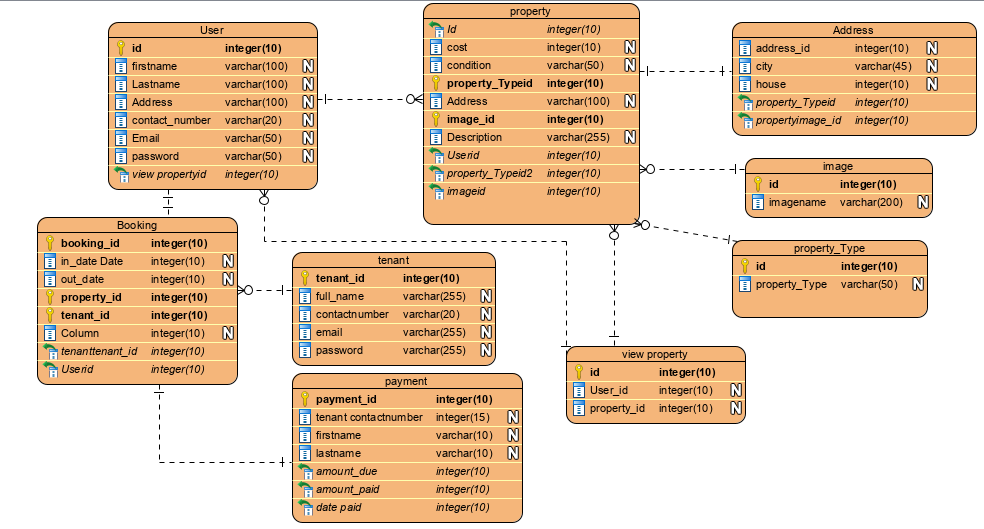 User
id integer(10)
firstname varchar(100) N
Lastname varchar(100) N
Address varchar(100) N
contact_number varchar(20) N
Email varchar(50) N
password varchar(50) N
view propertyid integer(10)
property
Id integer(10)
cost integer(10) N
condition varchar(50) N
property_Typeid integer(10)
Address varchar(100) N
image_id integer(10)
Description varchar(255) N
Userid integer(10)
property_Typeid2 integer(10)
imageid integer(10)
Address
address_id integer(10) N
city varchar(45) N
house integer(10) N
property_Typeid integer(10)
propertyimage_id integer(10)
image
id integer(10)
imagename varchar(200) N
property_Type
id integer(10)
property_Type varchar(50) N
Booking
booking_id integer(10)
in_date Date integer(10) N
out_date integer(10) N
property_id integer(10)
tenant_id integer(10)
Column integer(10) N
tenanttenant_id integer(10)
Userid integer(10)
tenant
tenant_id integer(10)
full_name varchar(255) N
contactnumber varchar(20) N
email varchar(255) N
password varchar(255) N
view property
id integer(10)
User_id integer(10) N
property_id integer(10) N
payment
payment_id integer(10)
tenant contactnumber integer(15) N
firstname varchar(10) N
lastname varchar(10) N
amount_due integer(10)
amount_paid integer(10)
date paid integer(10)